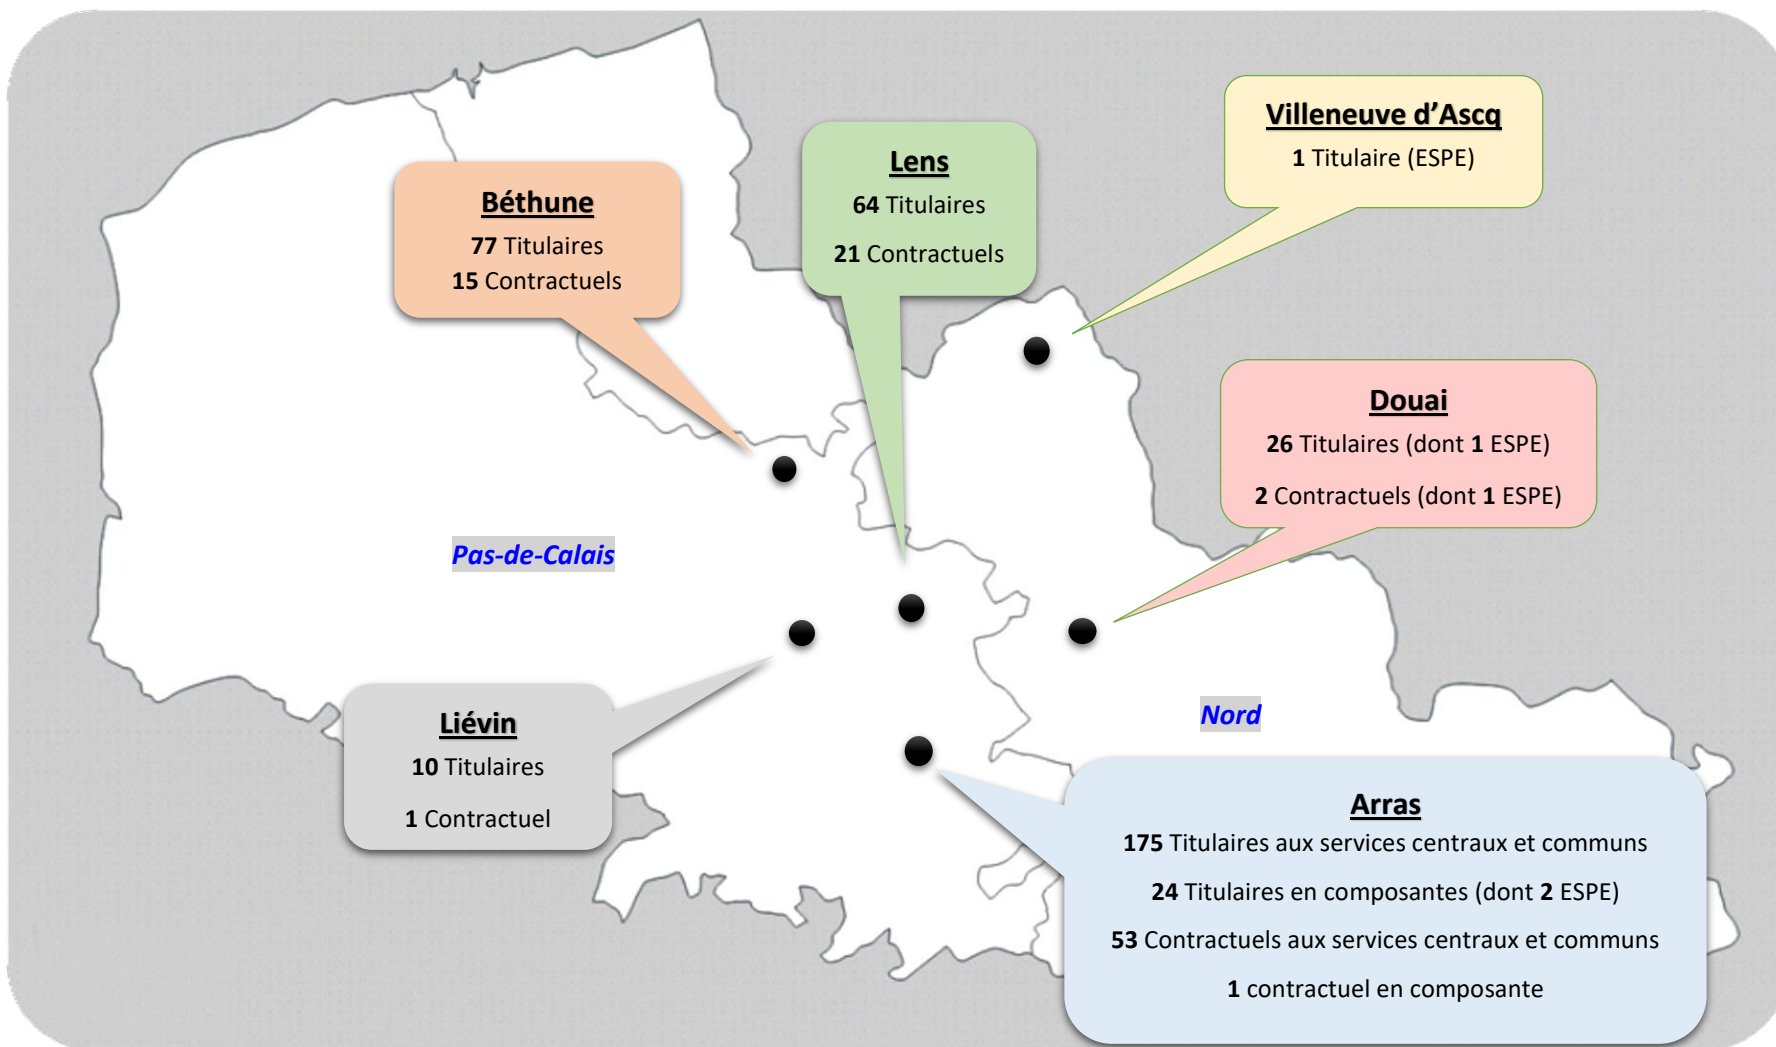 Villeneuve d’Ascq
1 Titulaire (ESPE)
Lens
64 Titulaires
21 Contractuels
Béthune
77 Titulaires
15 Contractuels
Douai
26 Titulaires (dont 1 ESPE)
2 Contractuels (dont 1 ESPE)
Pas-de-Calais
Nord
Liévin
10 Titulaires
1 Contractuel
Arras
175 Titulaires aux services centraux et communs
24 Titulaires en composantes (dont 2 ESPE)
53 Contractuels aux services centraux et communs
1 contractuel en composante